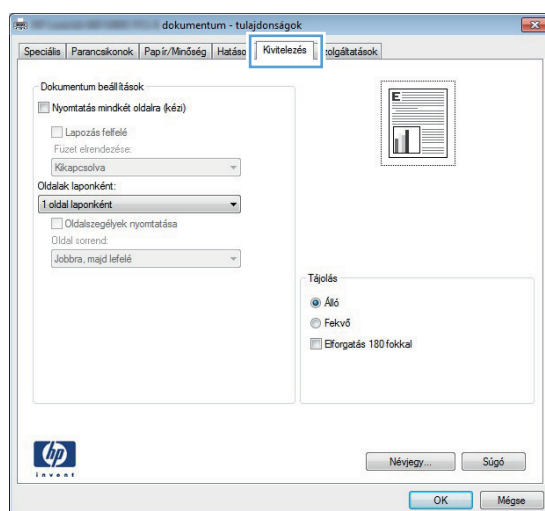 dokumentum - tulajdonságok
Speciális Parancsikonok Papír/Minőség Kivitelezés
Dokumentum beállítások
Nyomtatás mindkét oldalra (kézi)
Lapozás felfelé
Füzet elrendezése:
Kikapcsolva
Oldalak laponként:
1 oldal laponként
Oldalszegélyek nyomtatása
Oldal sorrend:
Jobbra, majd lefelé
E
Tájolás
Álló
Fekvő
Elforgatás 180 fokkal
hp
invent
Névjegy... Súgó
OK Mégse